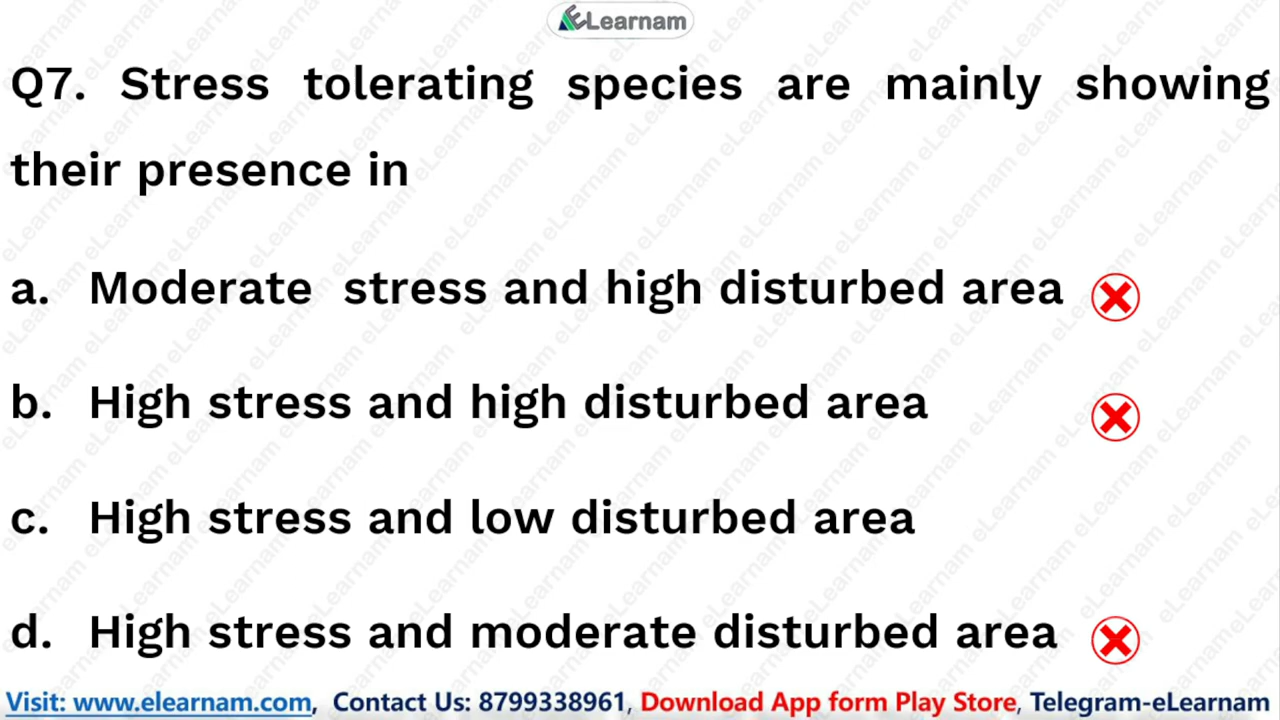 ELearnam
Q7. Stress tolerating species are mainly showing
their presence in
a. Moderate stress and high disturbed area
b. High stress and high disturbed area
c. High stress and low disturbed area
d. High stress and moderate disturbed area
Visit: www.elearnam.com, Contact Us: 8799338961, Download App form Play Store, Telegram-eLearnam